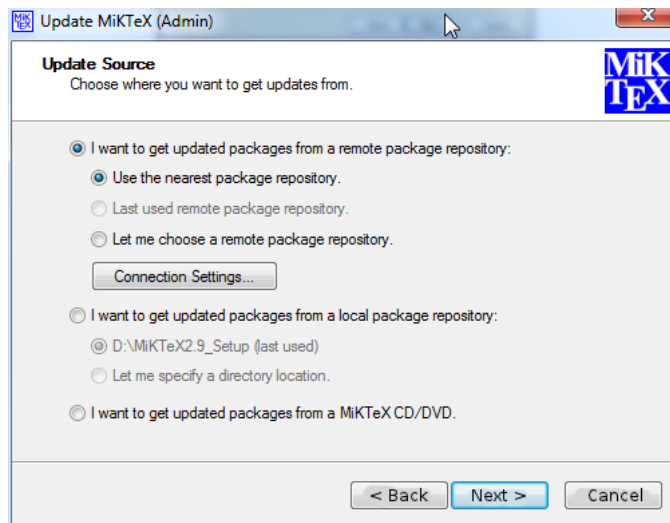 Update MiKTeX (Admin)
Update Source
Choose where you want to get updates from.
MiK
TEX
I want to get updated packages from a remote package repository:
Use the nearest package repository.
Last used remote package repository.
Let me choose a remote package repository.
Connection Settings...
I want to get updated packages from a local package repository:
D:\MiKTeX2.9_Setup (last used)
Let me specify a directory location.
I want to get updated packages from a MiKTeX CD/DVD.
< Back Next > Cancel